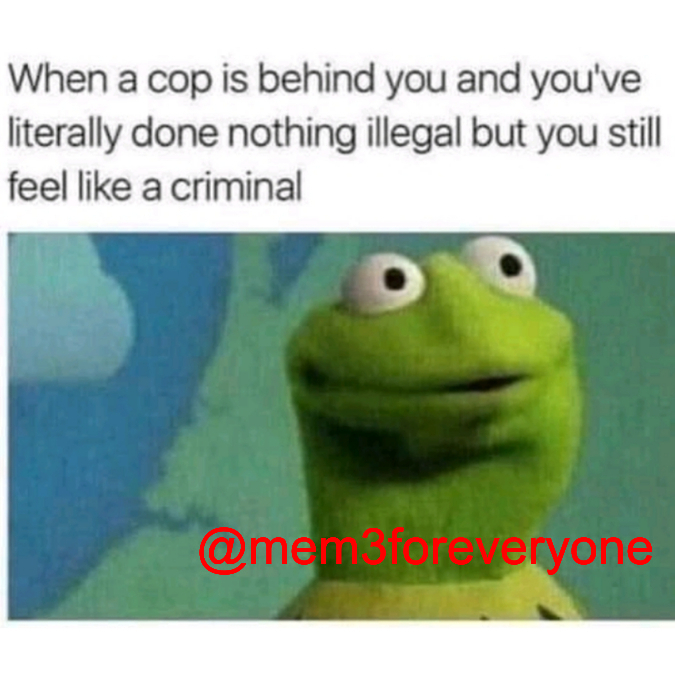 When a cop is behind you and you've
literally done nothing illegal but you still
feel like a criminal
@mem3foreveryone